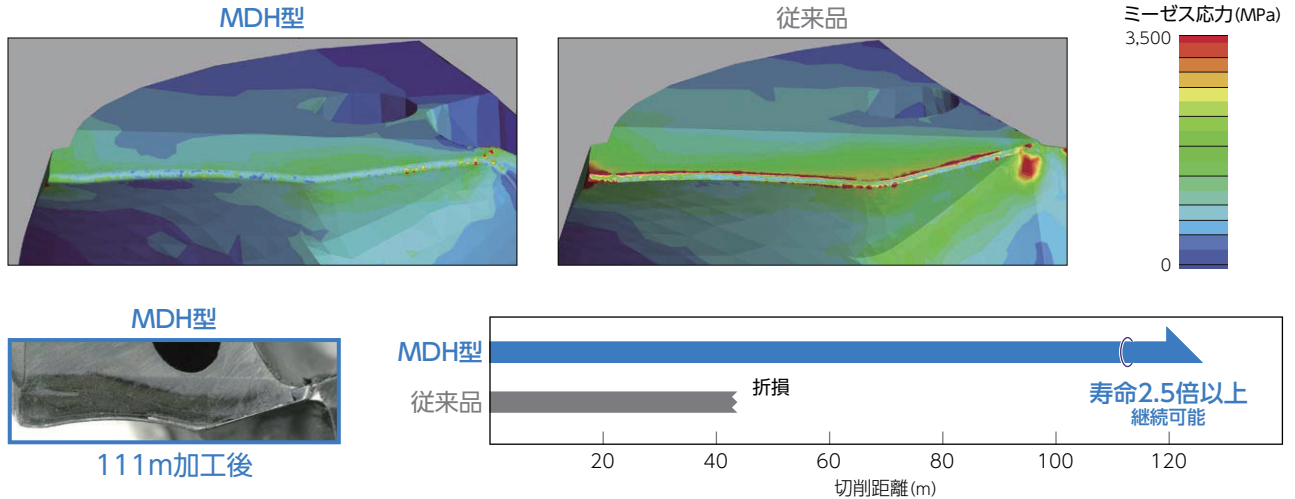 MDH型
従来品
ミーゼス応力(MPa)
3,500
0
MDH型
111m加工後
MDH型
従来品
折損
寿命2.5倍以上
継続可能
20 40 60 80 100 120
切削距離(m)